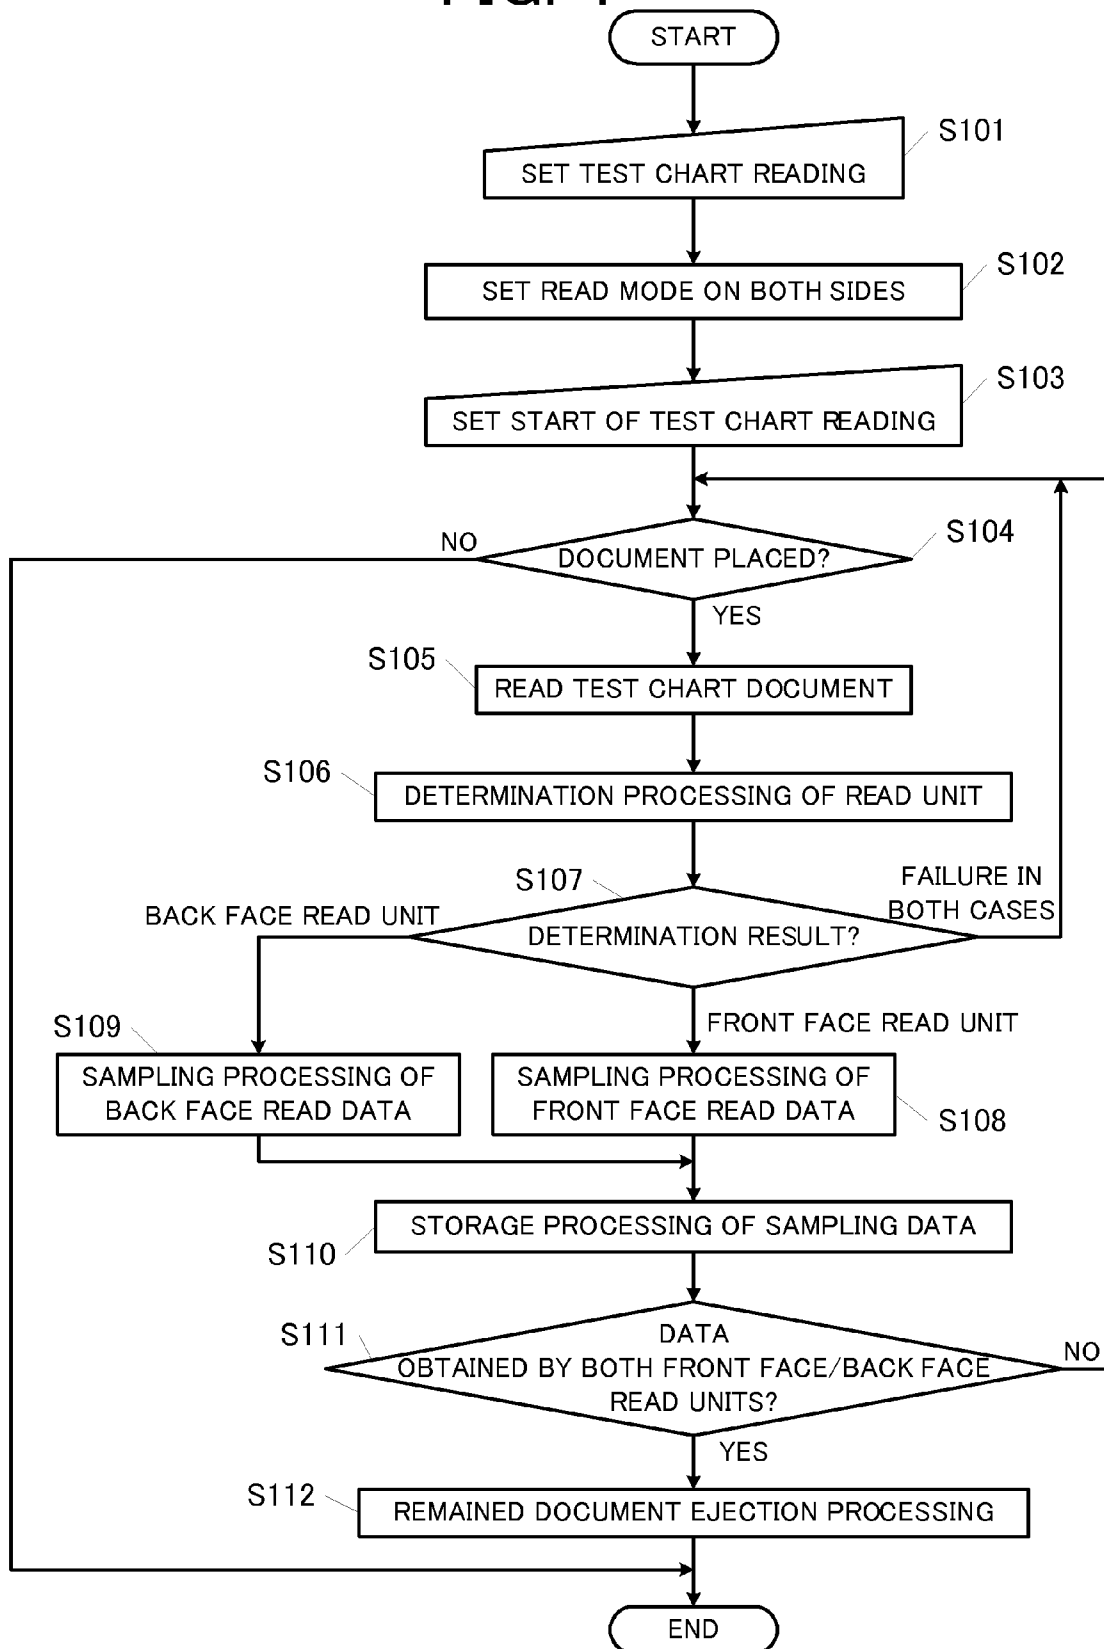 START
S101
SET TEST CHART READING
S102
SET READ MODE ON BOTH SIDES
S103
SET START OF TEST CHART READING
NO
S104
DOCUMENT PLACED?
YES
S105
READ TEST CHART DOCUMENT
S106
DETERMINATION PROCESSING OF READ UNIT
S107
FAILURE IN
BOTH CASES
BACK FACE READ UNIT
DETERMINATION RESULT?
S109
FRONT FACE READ UNIT
SAMPLING PROCESSING OF
BACK FACE READ DATA
SAMPLING PROCESSING OF
FRONT FACE READ DATA
S108
STORAGE PROCESSING OF SAMPLING DATA
S110
S111
DATA
OBTAINED BY BOTH FRONT FACE/BACK FACE
READ UNITS?
NO
YES
S112
REMAINED DOCUMENT EJECTION PROCESSING
END